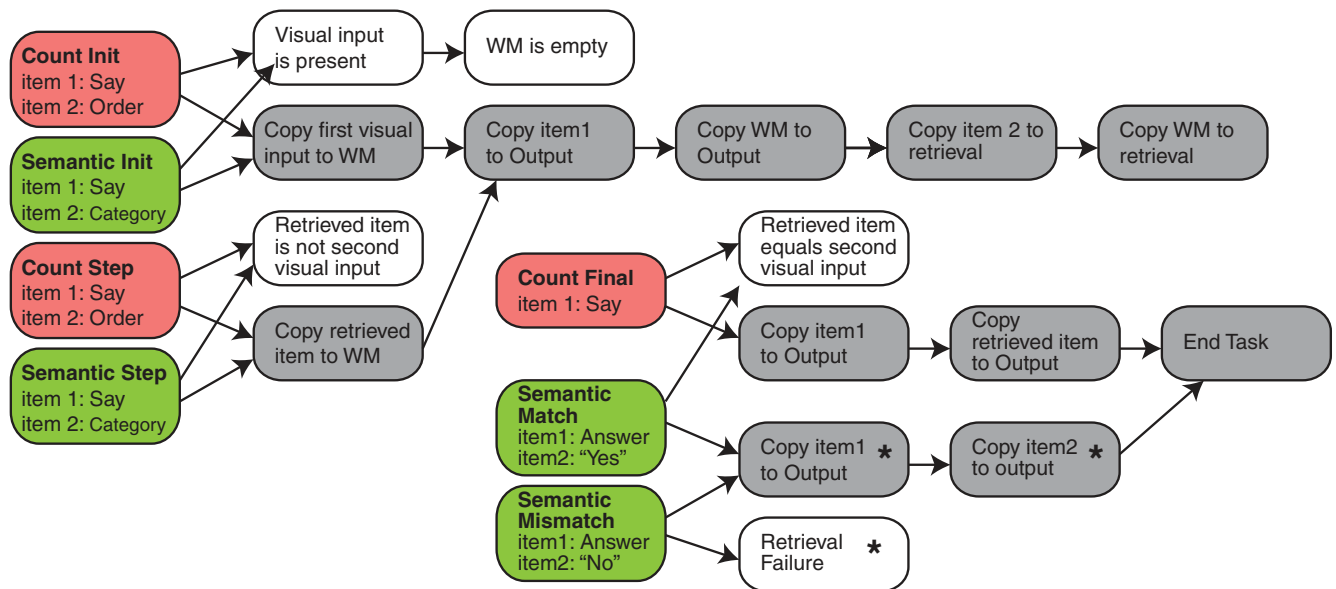 Count Init
item 1: Say
item 2: Order
Visual input
is present
WM is empty
Semantic Init
item 1: Say
item 2: Category
Copy first visual
input to WM
Copy item1
to Output
Copy WM to
Output
Copy item 2 to
retrieval
Copy WM to
retrieval
Count Step
item 1: Say
item 2: Order
Retrieved item
is not second
visual input
Semantic Step
item 1: Say
item 2: Category
Copy retrieved
item to WM
Count Final
item 1: Say
Retrieved item
equals second
visual input
Copy item1
to Output
Copy
retrieved item
to Output
End Task
Semantic
Match
item1: Answer
item2: “Yes”
Copy item1 *
to Output
Copy item2 *
to output
Semantic
Mismatch
item1: Answer
item2: “No”
Retrieval *
Failure